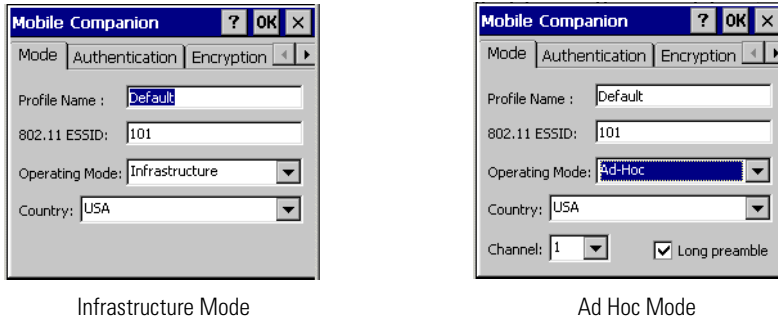 Mobile Companion ? OK ×
Mode Authentication Encryption
Profile Name : Default
802.11 ESSID: 101
Operating Mode: Infrastructure
Country: USA
Infrastructure Mode
Mobile Companion ? OK ×
Mode Authentication Encryption
Profile Name : Default
802.11 ESSID: 101
Operating Mode: Ad-Hoc
Country: USA
Channel: 1 Long preamble
Ad Hoc Mode